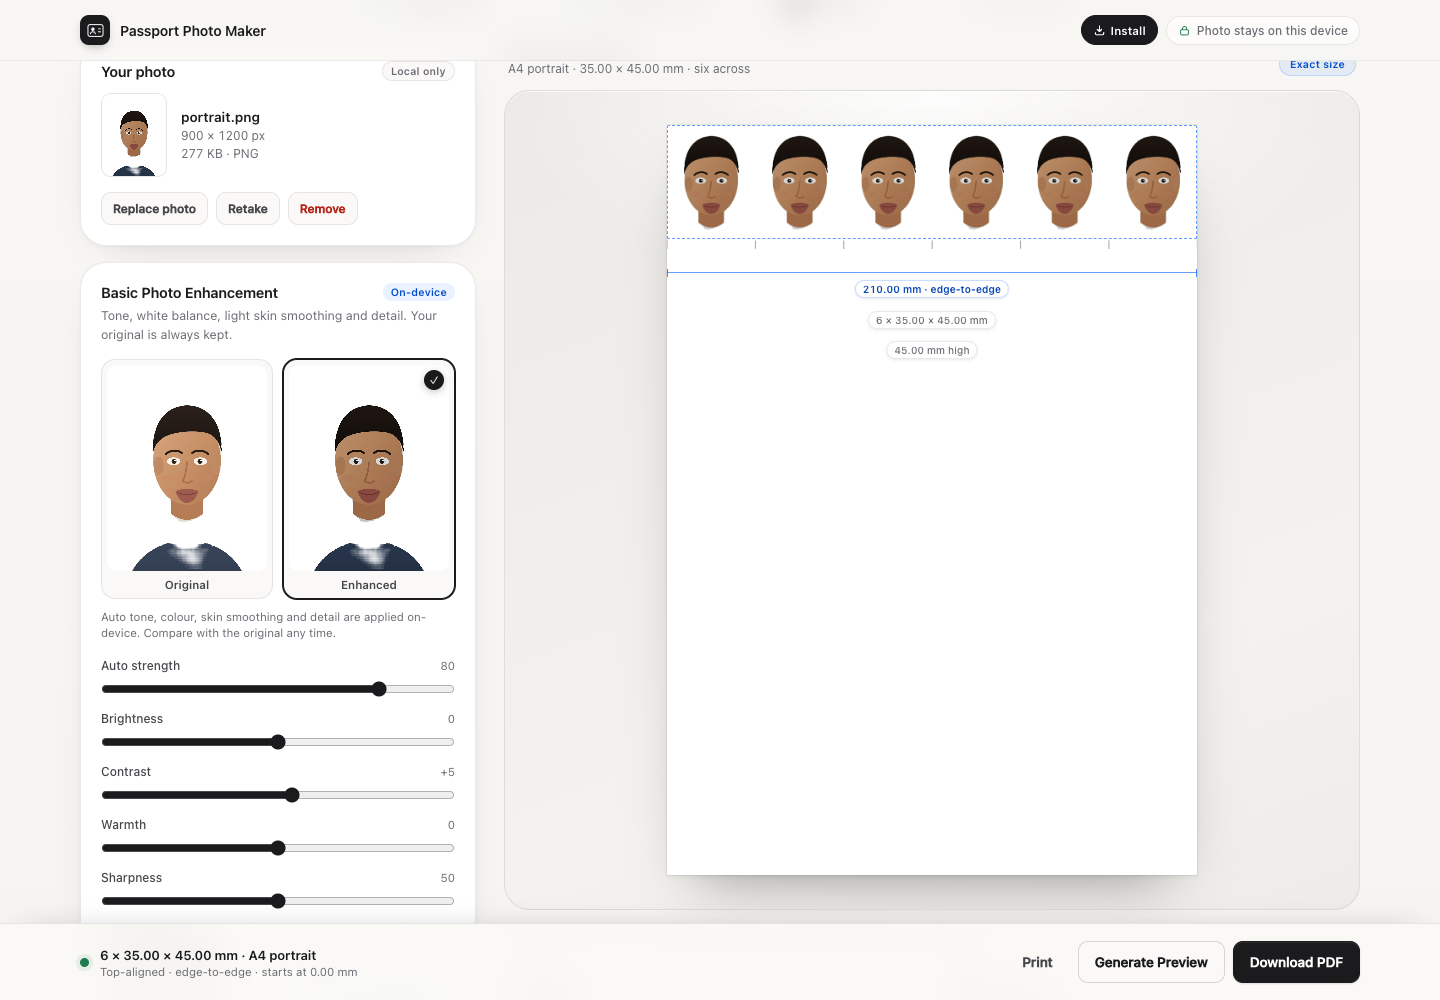 Passport Photo Maker
Install
Photo stays on this device
Your photo
Local only
portrait.png
900 × 1200 px
277 KB · PNG
Replace photo
Retake
Remove
Basic Photo Enhancement
On-device
Tone, white balance, light skin smoothing and detail. Your
original is always kept.
Original
Enhanced
Auto tone, colour, skin smoothing and detail are applied on-
device. Compare with the original any time.
Auto strength
80
Brightness
0
Contrast
+5
Warmth
0
Sharpness
50
A4 portrait · 35.00 × 45.00 mm · six across
Exact size
210.00 mm · edge-to-edge
6 × 35.00 × 45.00 mm
45.00 mm high
6 × 35.00 × 45.00 mm · A4 portrait
Top-aligned · edge-to-edge · starts at 0.00 mm
Print
Generate Preview
Download PDF